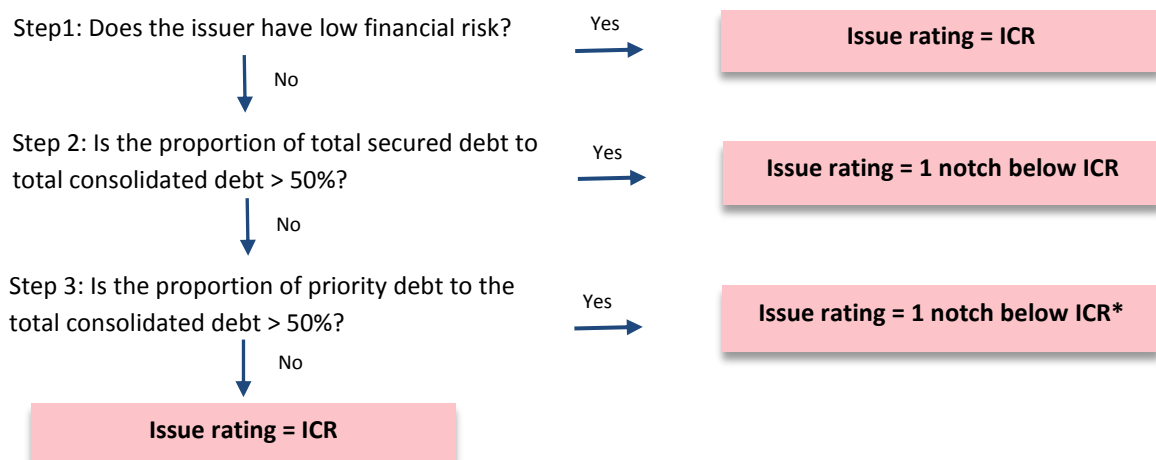 Step1: Does the issuer have low financial risk?
Yes
Issue rating = ICR
No
Step 2: Is the proportion of total secured debt to
total consolidated debt > 50%?
Yes
Issue rating = 1 notch below ICR
No
Step 3: Is the proportion of priority debt to the
total consolidated debt > 50%?
Yes
Issue rating = 1 notch below ICR*
No
Issue rating = ICR